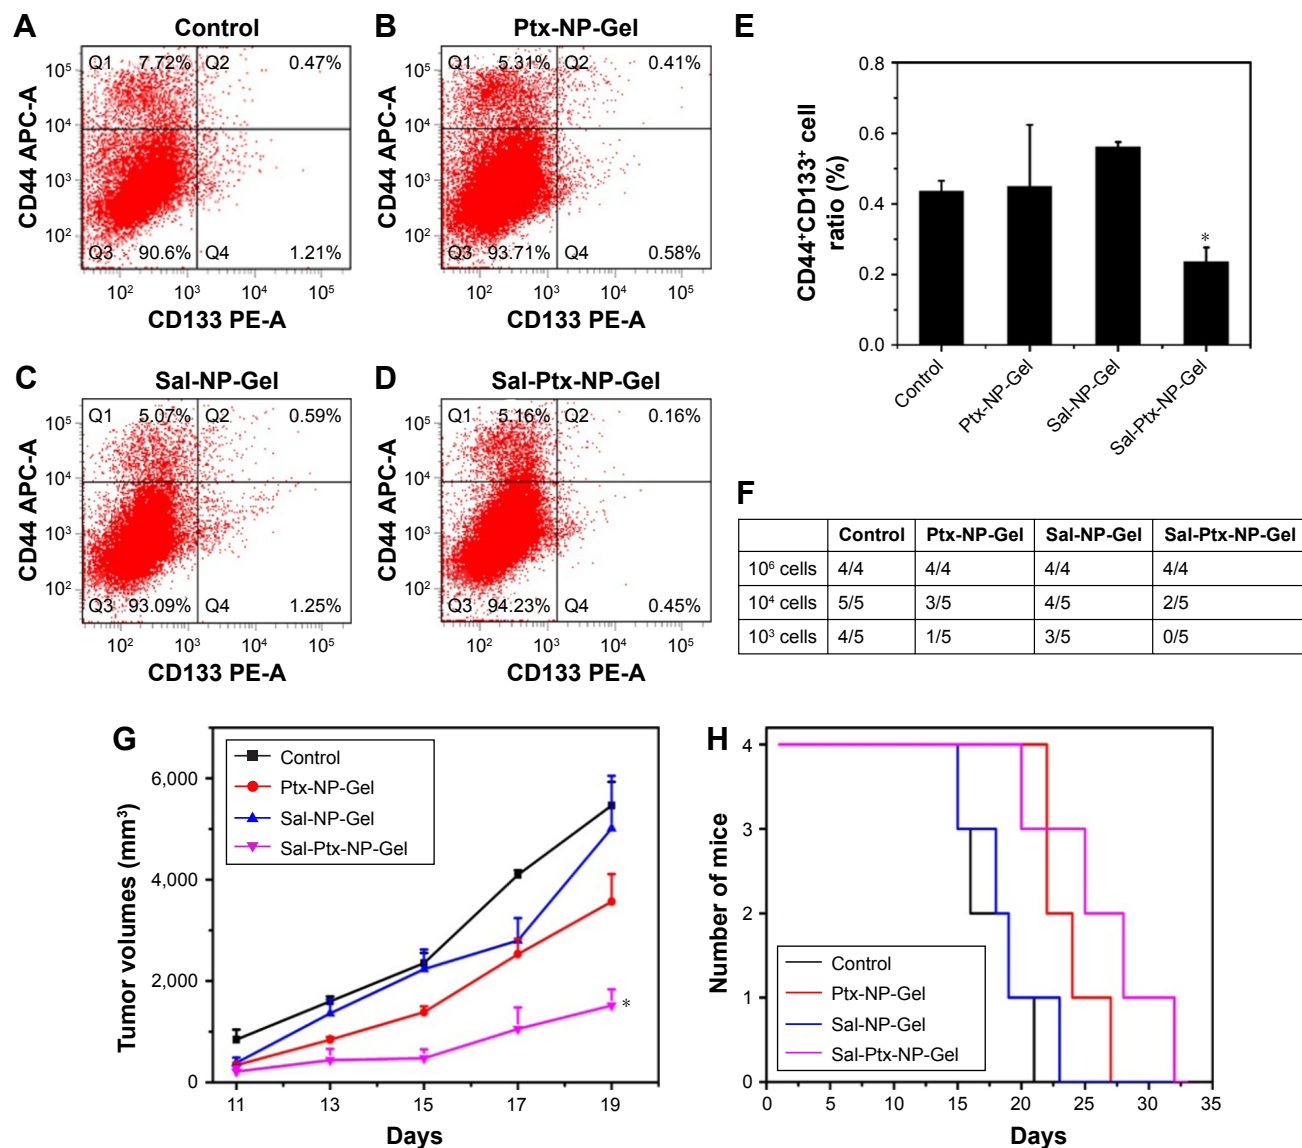 A Control
Q1 7.72% Q2 0.47%
Q3 90.6% Q4 1.21%
10⁵
10⁴
10³
10²
CD44 APC-A
10² 10³ 10⁴ 10⁵
CD133 PE-A
B Ptx-NP-Gel
Q1 5.31% Q2 0.41%
Q3 93.71% Q4 0.58%
10⁵
10⁴
10³
10²
CD44 APC-A
10² 10³ 10⁴ 10⁵
CD133 PE-A
C Sal-NP-Gel
Q1 5.07% Q2 0.59%
Q3 93.09% Q4 1.25%
10⁵
10⁴
10³
10²
CD44 APC-A
10² 10³ 10⁴ 10⁵
CD133 PE-A
D Sal-Ptx-NP-Gel
Q1 5.16% Q2 0.16%
Q3 94.23% Q4 0.45%
10⁵
10⁴
10³
10²
CD44 APC-A
10² 10³ 10⁴ 10⁵
CD133 PE-A
E
CD44⁺CD133⁺ cell
ratio (%)
0.8
0.6
0.4
0.2
0.0
*
Control
Ptx-NP-Gel
Sal-NP-Gel
Sal-Ptx-NP-Gel
F
Control Ptx-NP-Gel Sal-NP-Gel Sal-Ptx-NP-Gel
10⁶ cells 4/4 4/4 4/4 4/4
10⁴ cells 5/5 3/5 4/5 2/5
10³ cells 4/5 1/5 3/5 0/5
G
Control
Ptx-NP-Gel
Sal-NP-Gel
Sal-Ptx-NP-Gel
Tumor volumes (mm³)
6,000
4,000
2,000
0
*
11 13 15 17 19
Days
H
Number of mice
4
3
2
1
0
Control
Ptx-NP-Gel
Sal-NP-Gel
Sal-Ptx-NP-Gel
0 5 10 15 20 25 30 35
Days